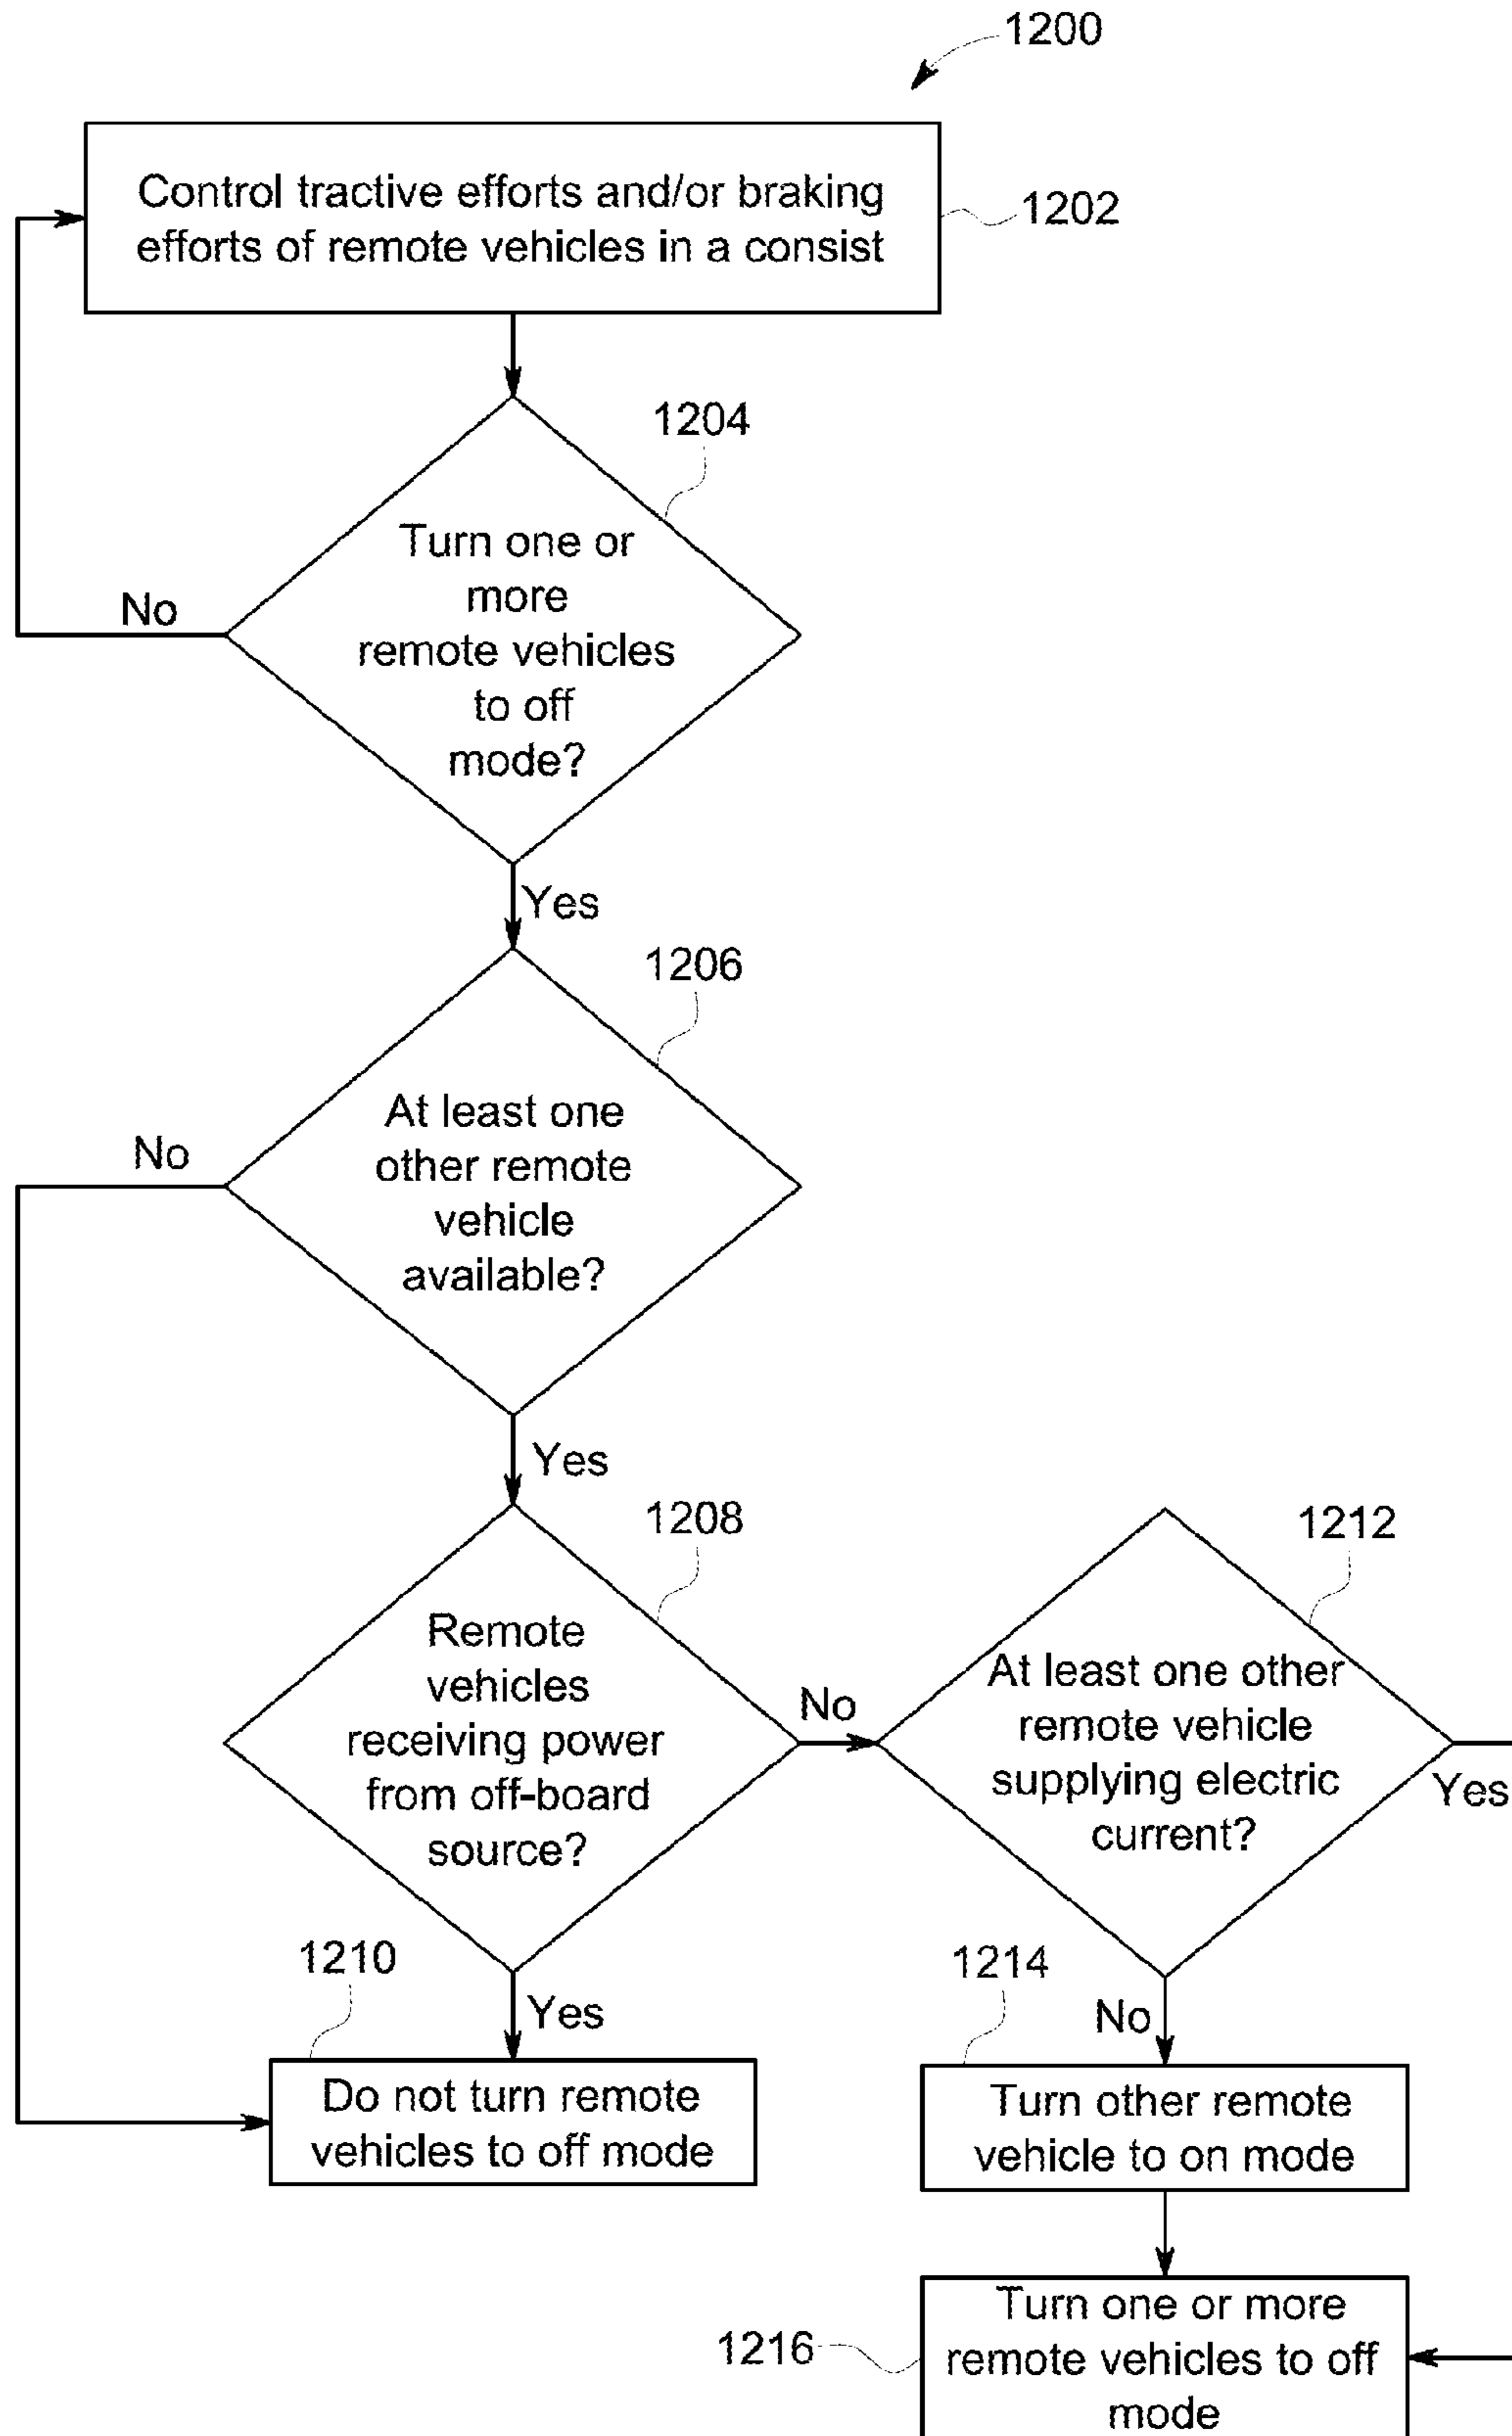 1200
Control tractive efforts and/or braking
efforts of remote vehicles in a consist
1202
1204
Turn one or
more
remote vehicles
to off
mode?
No
Yes
1206
At least one
other remote
vehicle
available?
No
Yes
1208
Remote
vehicles
receiving power
from off-board
source?
No
Yes
1212
At least one other
remote vehicle
supplying electric
current?
Yes
No
1210
Do not turn remote
vehicles to off mode
1214
Turn other remote
vehicle to on mode
1216
Turn one or more
remote vehicles to off
mode